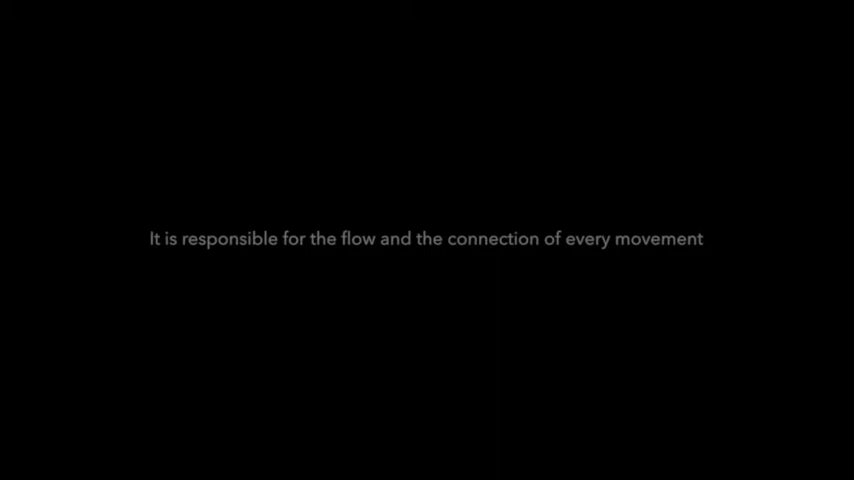 It is responsible for the flow and the connection of every movement